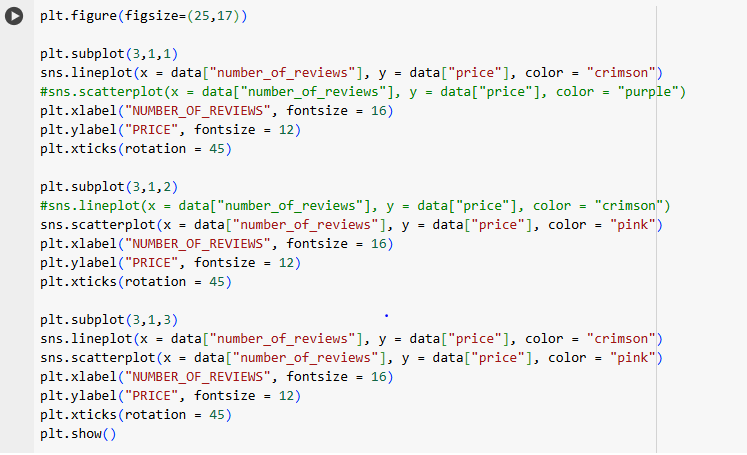 plt.figure(figsize=(25,17))
plt.subplot(3,1,1)
sns.lineplot(x = data["number_of_reviews"], y = data["price"], color = "crimson")
#sns.scatterplot(x = data["number_of_reviews"], y = data["price"], color = "purple")
plt.xlabel("NUMBER_OF_REVIEWS", fontsize = 16)
plt.ylabel("PRICE", fontsize = 12)
plt.xticks(rotation = 45)
plt.subplot(3,1,2)
#sns.lineplot(x = data["number_of_reviews"], y = data["price"], color = "crimson")
sns.scatterplot(x = data["number_of_reviews"], y = data["price"], color = "pink")
plt.xlabel("NUMBER_OF_REVIEWS", fontsize = 16)
plt.ylabel("PRICE", fontsize = 12)
plt.xticks(rotation = 45)
plt.subplot(3,1,3)
sns.lineplot(x = data["number_of_reviews"], y = data["price"], color = "crimson")
sns.scatterplot(x = data["number_of_reviews"], y = data["price"], color = "pink")
plt.xlabel("NUMBER_OF_REVIEWS", fontsize = 16)
plt.ylabel("PRICE", fontsize = 12)
plt.xticks(rotation = 45)
plt.show()